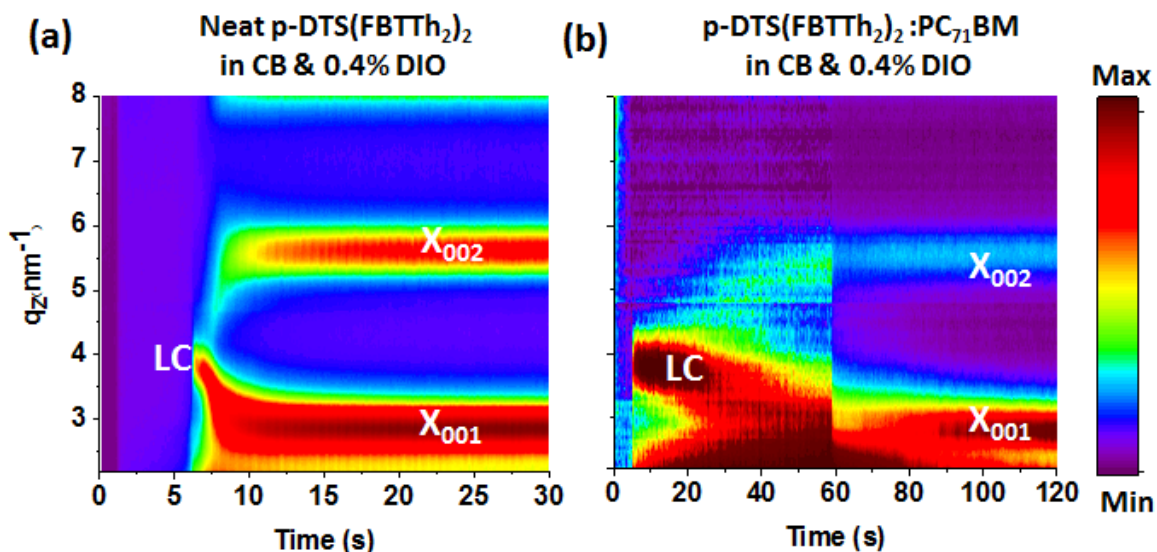 (a)
Neat p-DTS(FBTTh₂)₂
in CB & 0.4% DIO
(b)
p-DTS(FBTTh₂)₂ :PC₇₁BM
in CB & 0.4% DIO
Max
Min
qz(nm⁻¹)
8
7
6
5
4
3
LC
X₀₀₂
X₀₀₁
0 5 10 15 20 25 30
Time (s)
LC
X₀₀₂
X₀₀₁
0 20 40 60 80 100 120
Time (s)